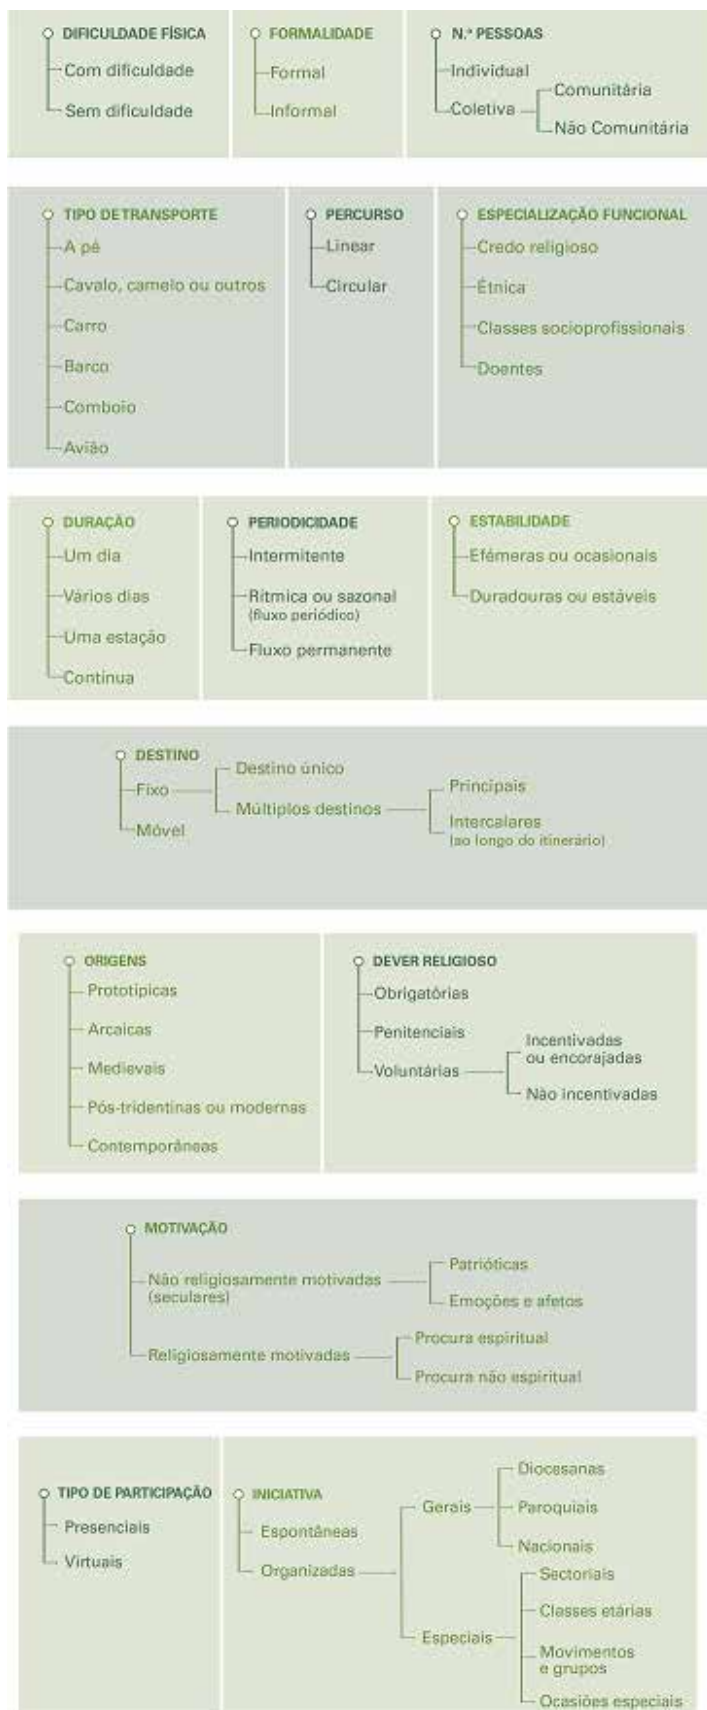 DIFICULDADE FÍSICA
Com dificuldade
Sem dificuldade
FORMALIDADE
Formal
Informal
N.º PESSOAS
Individual
Coletiva
Comunitária
Não Comunitária
TIPO DE TRANSPORTE
A pé
Cavalo, camelo ou outros
Carro
Barco
Comboio
Avião
PERCURSO
Linear
Circular
ESPECIALIZAÇÃO FUNCIONAL
Credo religioso
Étnica
Classes socioprofissionais
Doentes
DURAÇÃO
Um dia
Vários dias
Uma estação
Contínua
PERIODICIDADE
Intermitente
Rítmica ou sazonal
(fluxo periódico)
Fluxo permanente
ESTABILIDADE
Efémeras ou ocasionais
Duradouras ou estáveis
DESTINO
Fixo
Destino único
Múltiplos destinos
Principais
Intercalares
(ao longo do itinerário)
Móvel
ORIGENS
Prototípicas
Arcaicas
Medievais
Pós-tridentinas ou modernas
Contemporâneas
DEVER RELIGIOSO
Obrigatórias
Penitenciais
Voluntárias
Incentivadas
ou encorajadas
Não incentivadas
MOTIVAÇÃO
Não religiosamente motivadas
(seculares)
Patrióticas
Emoções e afetos
Religiosamente motivadas
Procura espiritual
Procura não espiritual
TIPO DE PARTICIPAÇÃO
Presenciais
Virtuais
INICIATIVA
Espontâneas
Organizadas
Gerais
Diocesanas
Paroquiais
Nacionais
Especiais
Sectoriais
Classes etárias
Movimentos
e grupos
Ocasiões especiais